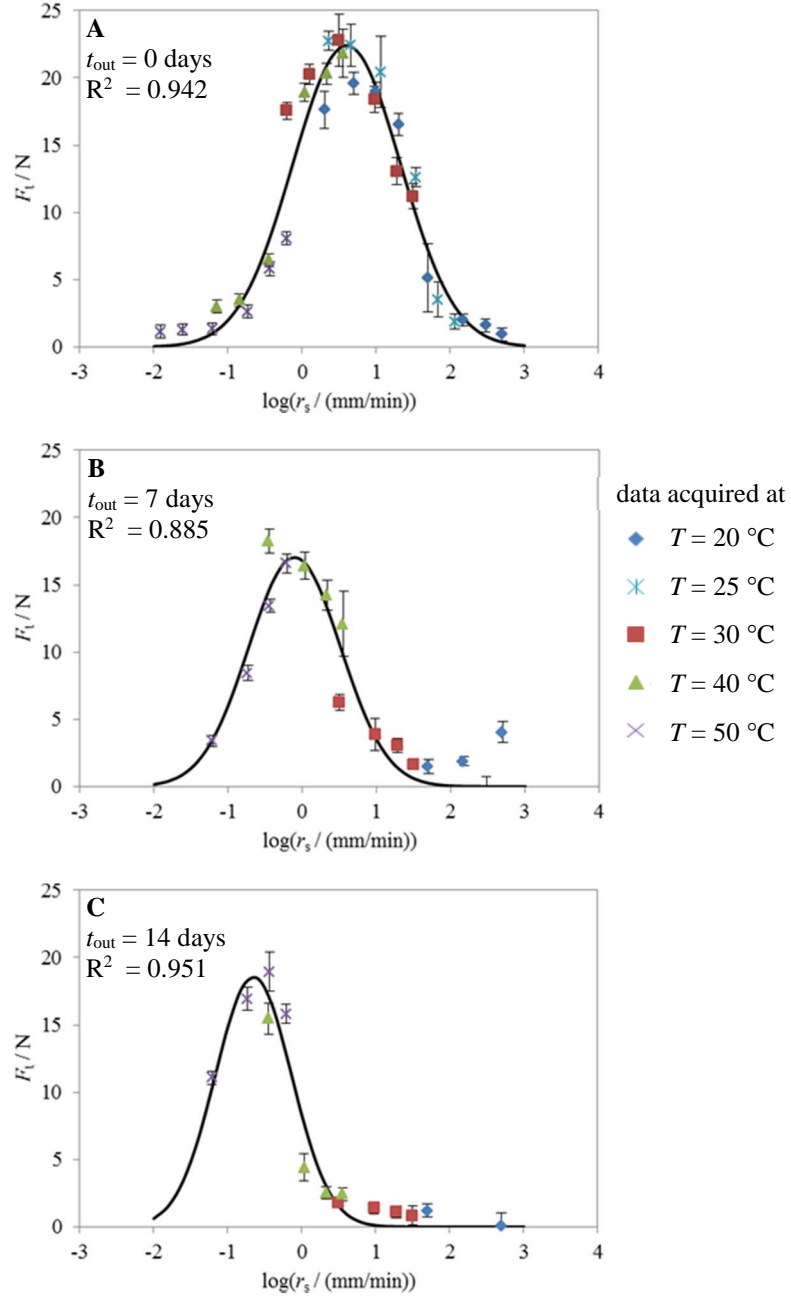 A
t_out = 0 days
R² = 0.942
F_t / N
25
20
15
10
5
0
-3 -2 -1 0 1 2 3 4
log(r_s / (mm/min))
B
t_out = 7 days
R² = 0.885
F_t / N
25
20
15
10
5
0
-3 -2 -1 0 1 2 3 4
log(r_s / (mm/min))
data acquired at
T = 20 °C
T = 25 °C
T = 30 °C
T = 40 °C
T = 50 °C
C
t_out = 14 days
R² = 0.951
F_t / N
25
20
15
10
5
0
-3 -2 -1 0 1 2 3 4
log(r_s / (mm/min))